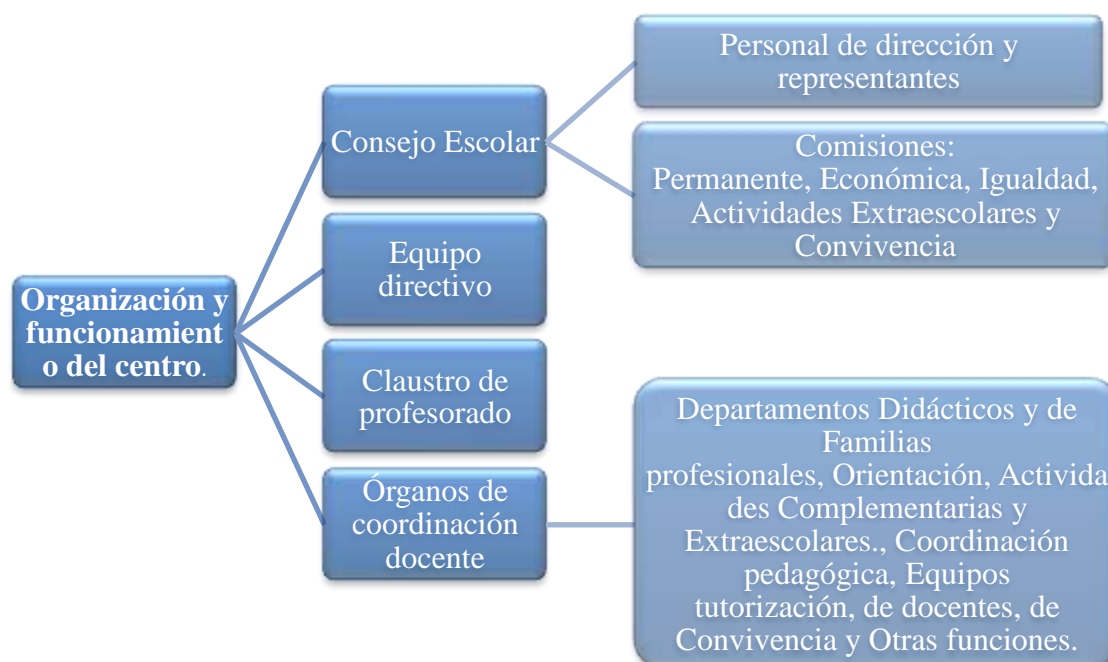 Organización y
funcionamient
o del centro.
Consejo Escolar
Personal de dirección y
representantes
Comisiones:
Permanente, Económica, Igualdad,
Actividades Extraescolares y
Convivencia
Equipo
directivo
Claustro de
profesorado
Órganos de
coordinación
docente
Departamentos Didácticos y de
Familias
profesionales, Orientación, Activida
des Complementarias y
Extraescolares., Coordinación
pedagógica, Equipos
tutorización, de docentes, de
Convivencia y Otras funciones.